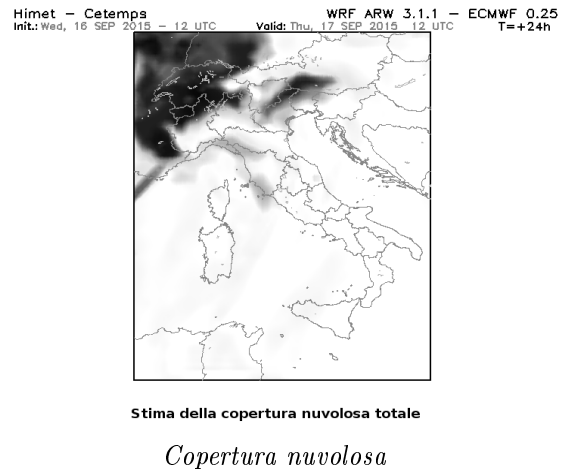 Himet – Cetemps WRF ARW 3.1.1 – ECMWF 0.25
Init.: Wed, 16 SEP 2015 – 12 UTC Valid: Thu, 17 SEP 2015 12 UTC T=+24h
Stima della copertura nuvolosa totale
Copertura nuvolosa